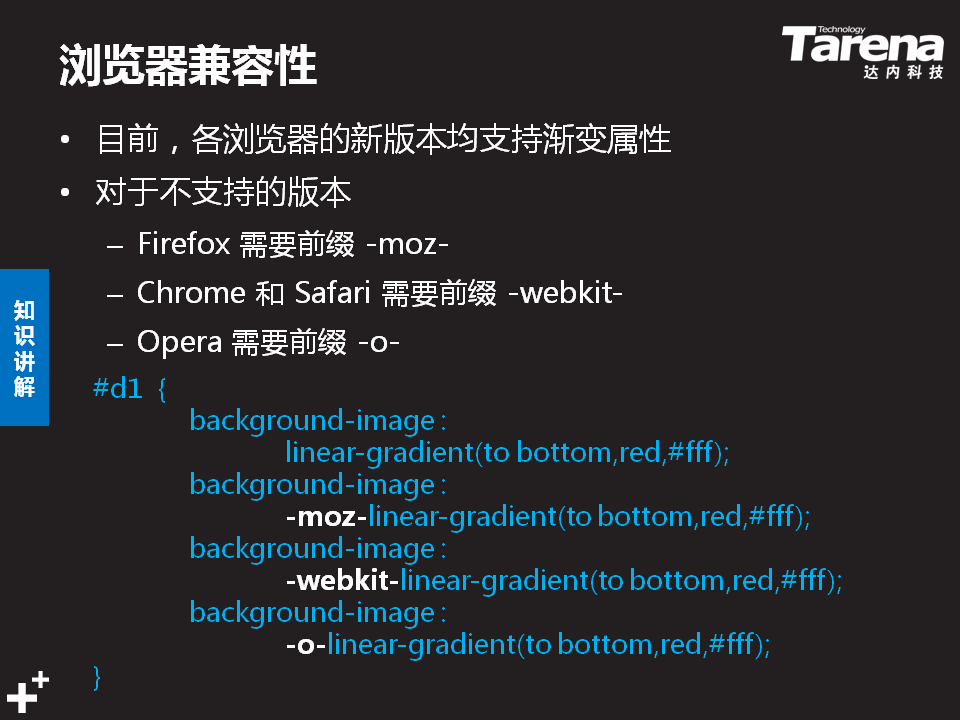 浏览器兼容性
Technology
Tarena
达内科技
• 目前，各浏览器的新版本均支持渐变属性
• 对于不支持的版本
– Firefox 需要前缀 -moz-
– Chrome 和 Safari 需要前缀 -webkit-
– Opera 需要前缀 -o-
知识讲解
#d1 {
background-image :
linear-gradient(to bottom,red,#fff);
background-image :
-moz-linear-gradient(to bottom,red,#fff);
background-image :
-webkit-linear-gradient(to bottom,red,#fff);
background-image :
-o-linear-gradient(to bottom,red,#fff);
}